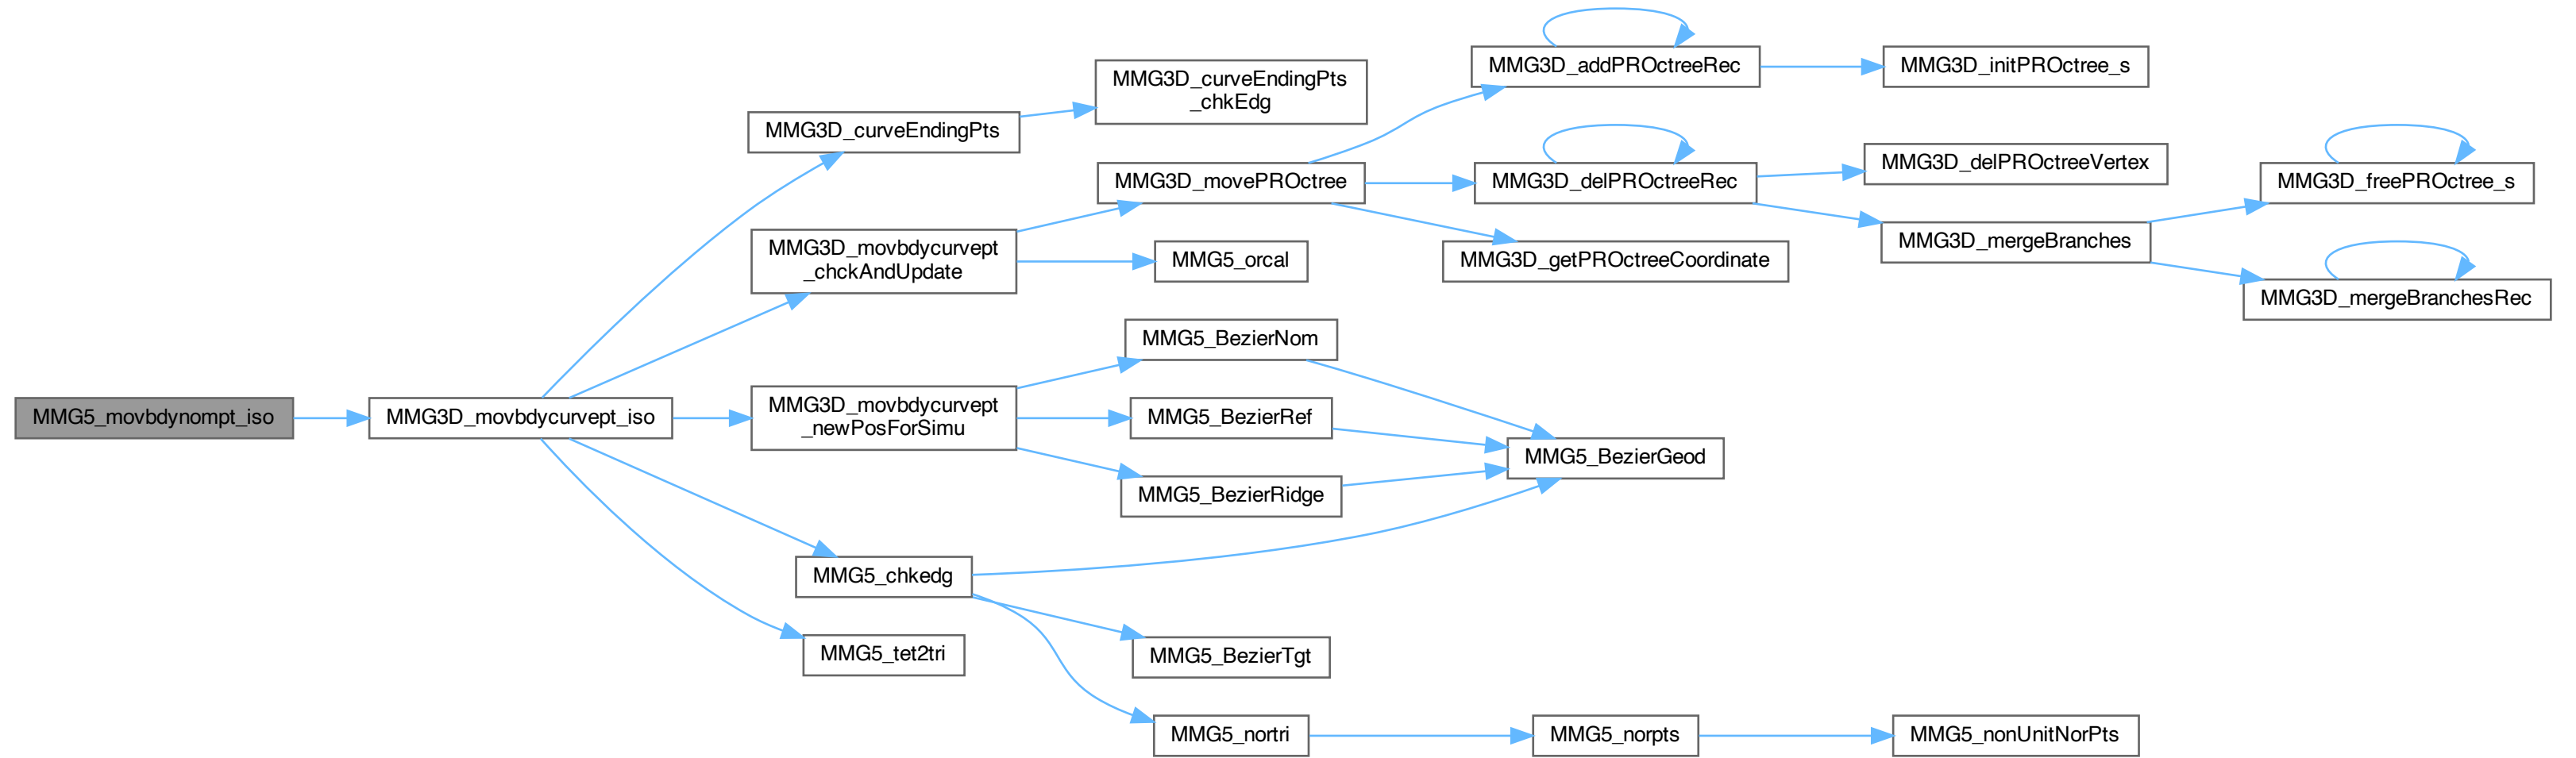 MMG5_movbdynompt_iso
MMG3D_movbdycurvept_iso
MMG3D_curveEndingPts
MMG3D_curveEndingPts
_chkEdg
MMG3D_movbdycurvept
_chckAndUpdate
MMG3D_movePROctree
MMG3D_addPROctreeRec
MMG3D_initPROctree_s
MMG3D_delPROctreeRec
MMG3D_delPROctreeVertex
MMG3D_mergeBranches
MMG3D_freePROctree_s
MMG3D_mergeBranchesRec
MMG3D_getPROctreeCoordinate
MMG5_orcal
MMG3D_movbdycurvept
_newPosForSimu
MMG5_BezierNom
MMG5_BezierRef
MMG5_BezierRidge
MMG5_BezierGeod
MMG5_chkedg
MMG5_BezierTgt
MMG5_nortri
MMG5_norpts
MMG5_nonUnitNorPts
MMG5_tet2tri